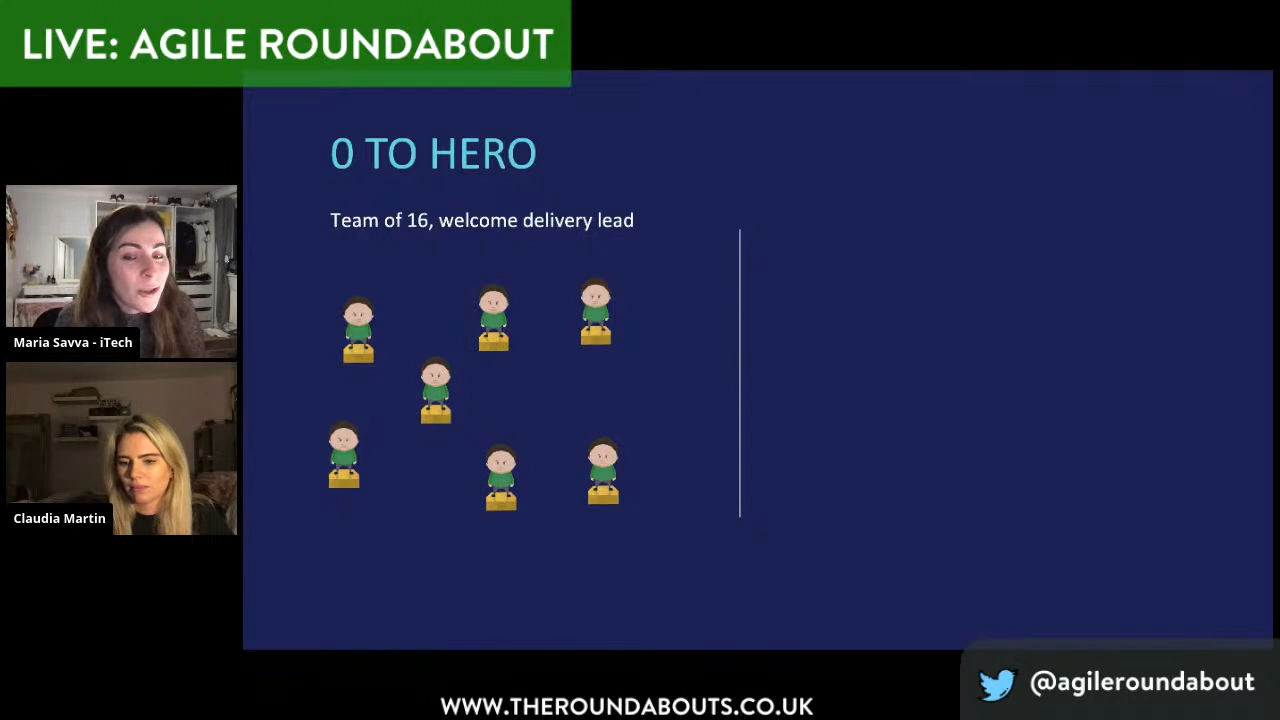 LIVE: AGILE ROUNDABOUT
0 TO HERO
Team of 16, welcome delivery lead
Maria Savva - iTech
Claudia Martin
@agileroundabout
WWW.THEROUNDABOUTS.CO.UK